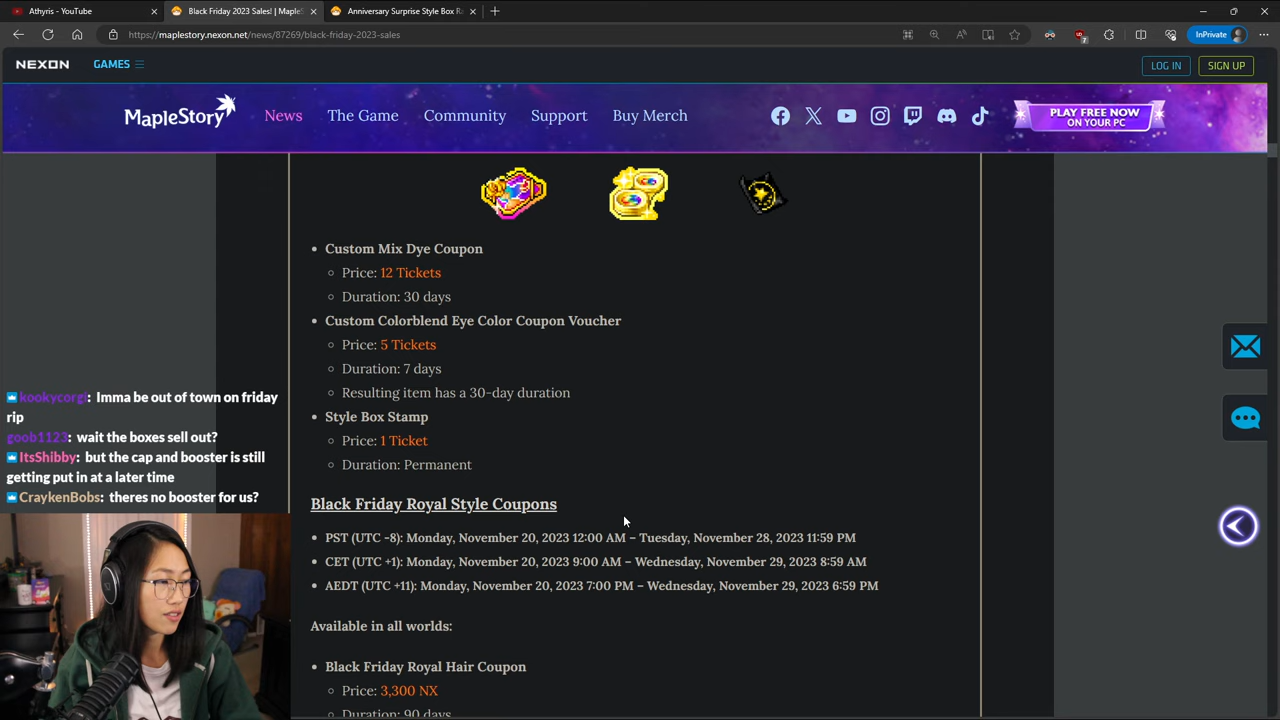 Athyris - YouTube
Black Friday 2023 Sales! | MapleS
Anniversary Surprise Style Box Ra
https://maplestory.nexon.net/news/87269/black-friday-2023-sales
7
InPrivate
NEXON
GAMES
LOG IN
SIGN UP
MapleStory
News
The Game
Community
Support
Buy Merch
PLAY FREE NOW
ON YOUR PC
Custom Mix Dye Coupon
Price: 12 Tickets
Duration: 30 days
Custom Colorblend Eye Color Coupon Voucher
Price: 5 Tickets
Duration: 7 days
Resulting item has a 30-day duration
Style Box Stamp
Price: 1 Ticket
Duration: Permanent
Black Friday Royal Style Coupons
PST (UTC -8): Monday, November 20, 2023 12:00 AM – Tuesday, November 28, 2023 11:59 PM
CET (UTC +1): Monday, November 20, 2023 9:00 AM – Wednesday, November 29, 2023 8:59 AM
AEDT (UTC +11): Monday, November 20, 2023 7:00 PM – Wednesday, November 29, 2023 6:59 PM
Available in all worlds:
Black Friday Royal Hair Coupon
Price: 3,300 NX
Duration: 90 days
kookycorgi: Imma be out of town on friday
rip
goob1123: wait the boxes sell out?
ItsShibby: but the cap and booster is still
getting put in at a later time
CraykenBobs: theres no booster for us?